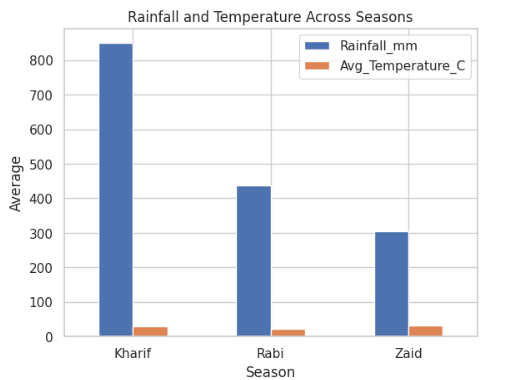 Rainfall and Temperature Across Seasons
Rainfall_mm
Avg_Temperature_C
Average
800
700
600
500
400
300
200
100
0
Kharif
Rabi
Zaid
Season